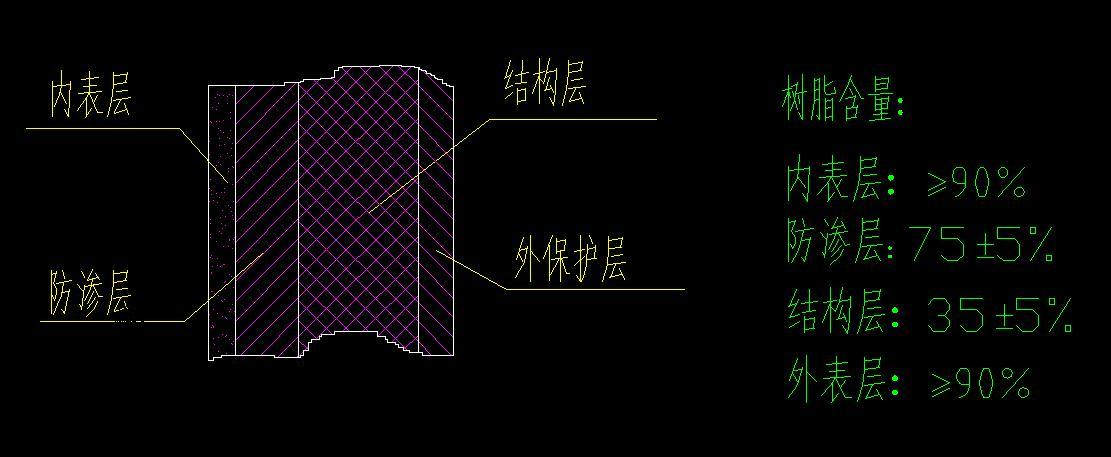 内表层
结构层
防渗层
外保护层
树脂含量:
内表层: ≥90%
防渗层: 75±5%
结构层: 35±5%
外表层: ≥90%